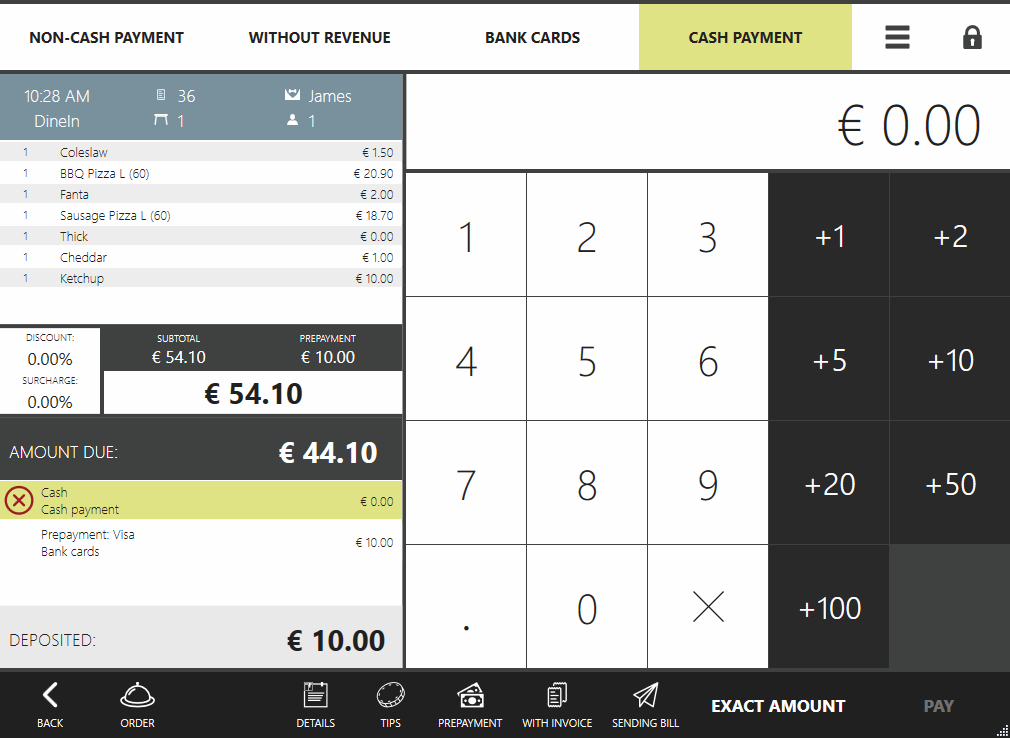 NON-CASH PAYMENT WITHOUT REVENUE BANK CARDS CASH PAYMENT
10:28 AM 36 James
DineIn 1 1
€ 0.00
1 Coleslaw € 1.50
1 BBQ Pizza L (60) € 20.90
1 Fanta € 2.00
1 Sausage Pizza L (60) € 18.70
1 Thick € 0.00
1 Cheddar € 1.00
1 Ketchup € 10.00
DISCOUNT:
0.00%
SURCHARGE:
0.00%
SUBTOTAL PREPAYMENT
€ 54.10 € 10.00
€ 54.10
AMOUNT DUE: € 44.10
Cash
Cash payment € 0.00
Prepayment: Visa
Bank cards € 10.00
DEPOSITED: € 10.00
1 2 3 +1 +2
4 5 6 +5 +10
7 8 9 +20 +50
. 0 +100
BACK ORDER DETAILS TIPS PREPAYMENT WITH INVOICE SENDING BILL EXACT AMOUNT PAY